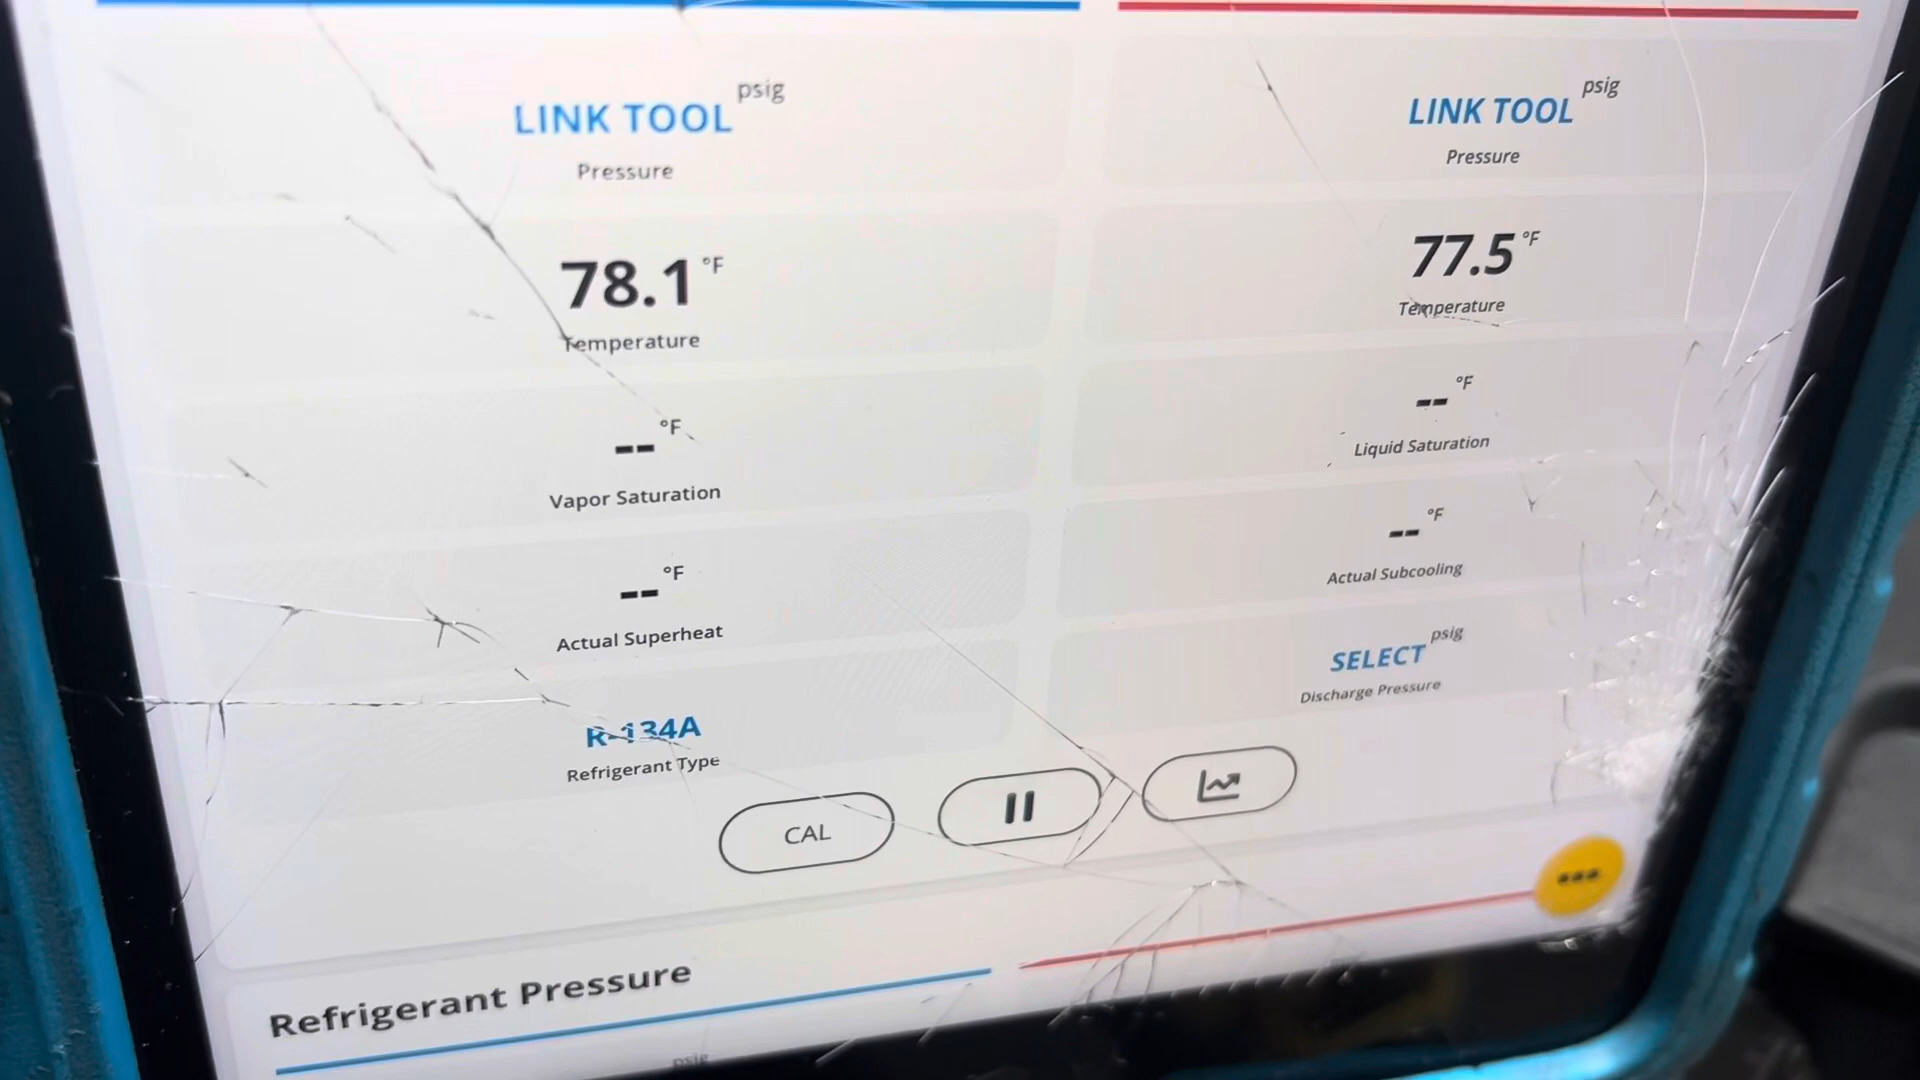 LINK TOOL psig
Pressure
78.1 °F
Temperature
-- °F
Vapor Saturation
-- °F
Actual Superheat
R-134A
Refrigerant Type
LINK TOOL psig
Pressure
77.5 °F
Temperature
-- °F
Liquid Saturation
-- °F
Actual Subcooling
SELECT psig
Discharge Pressure
CAL
Refrigerant Pressure
psig